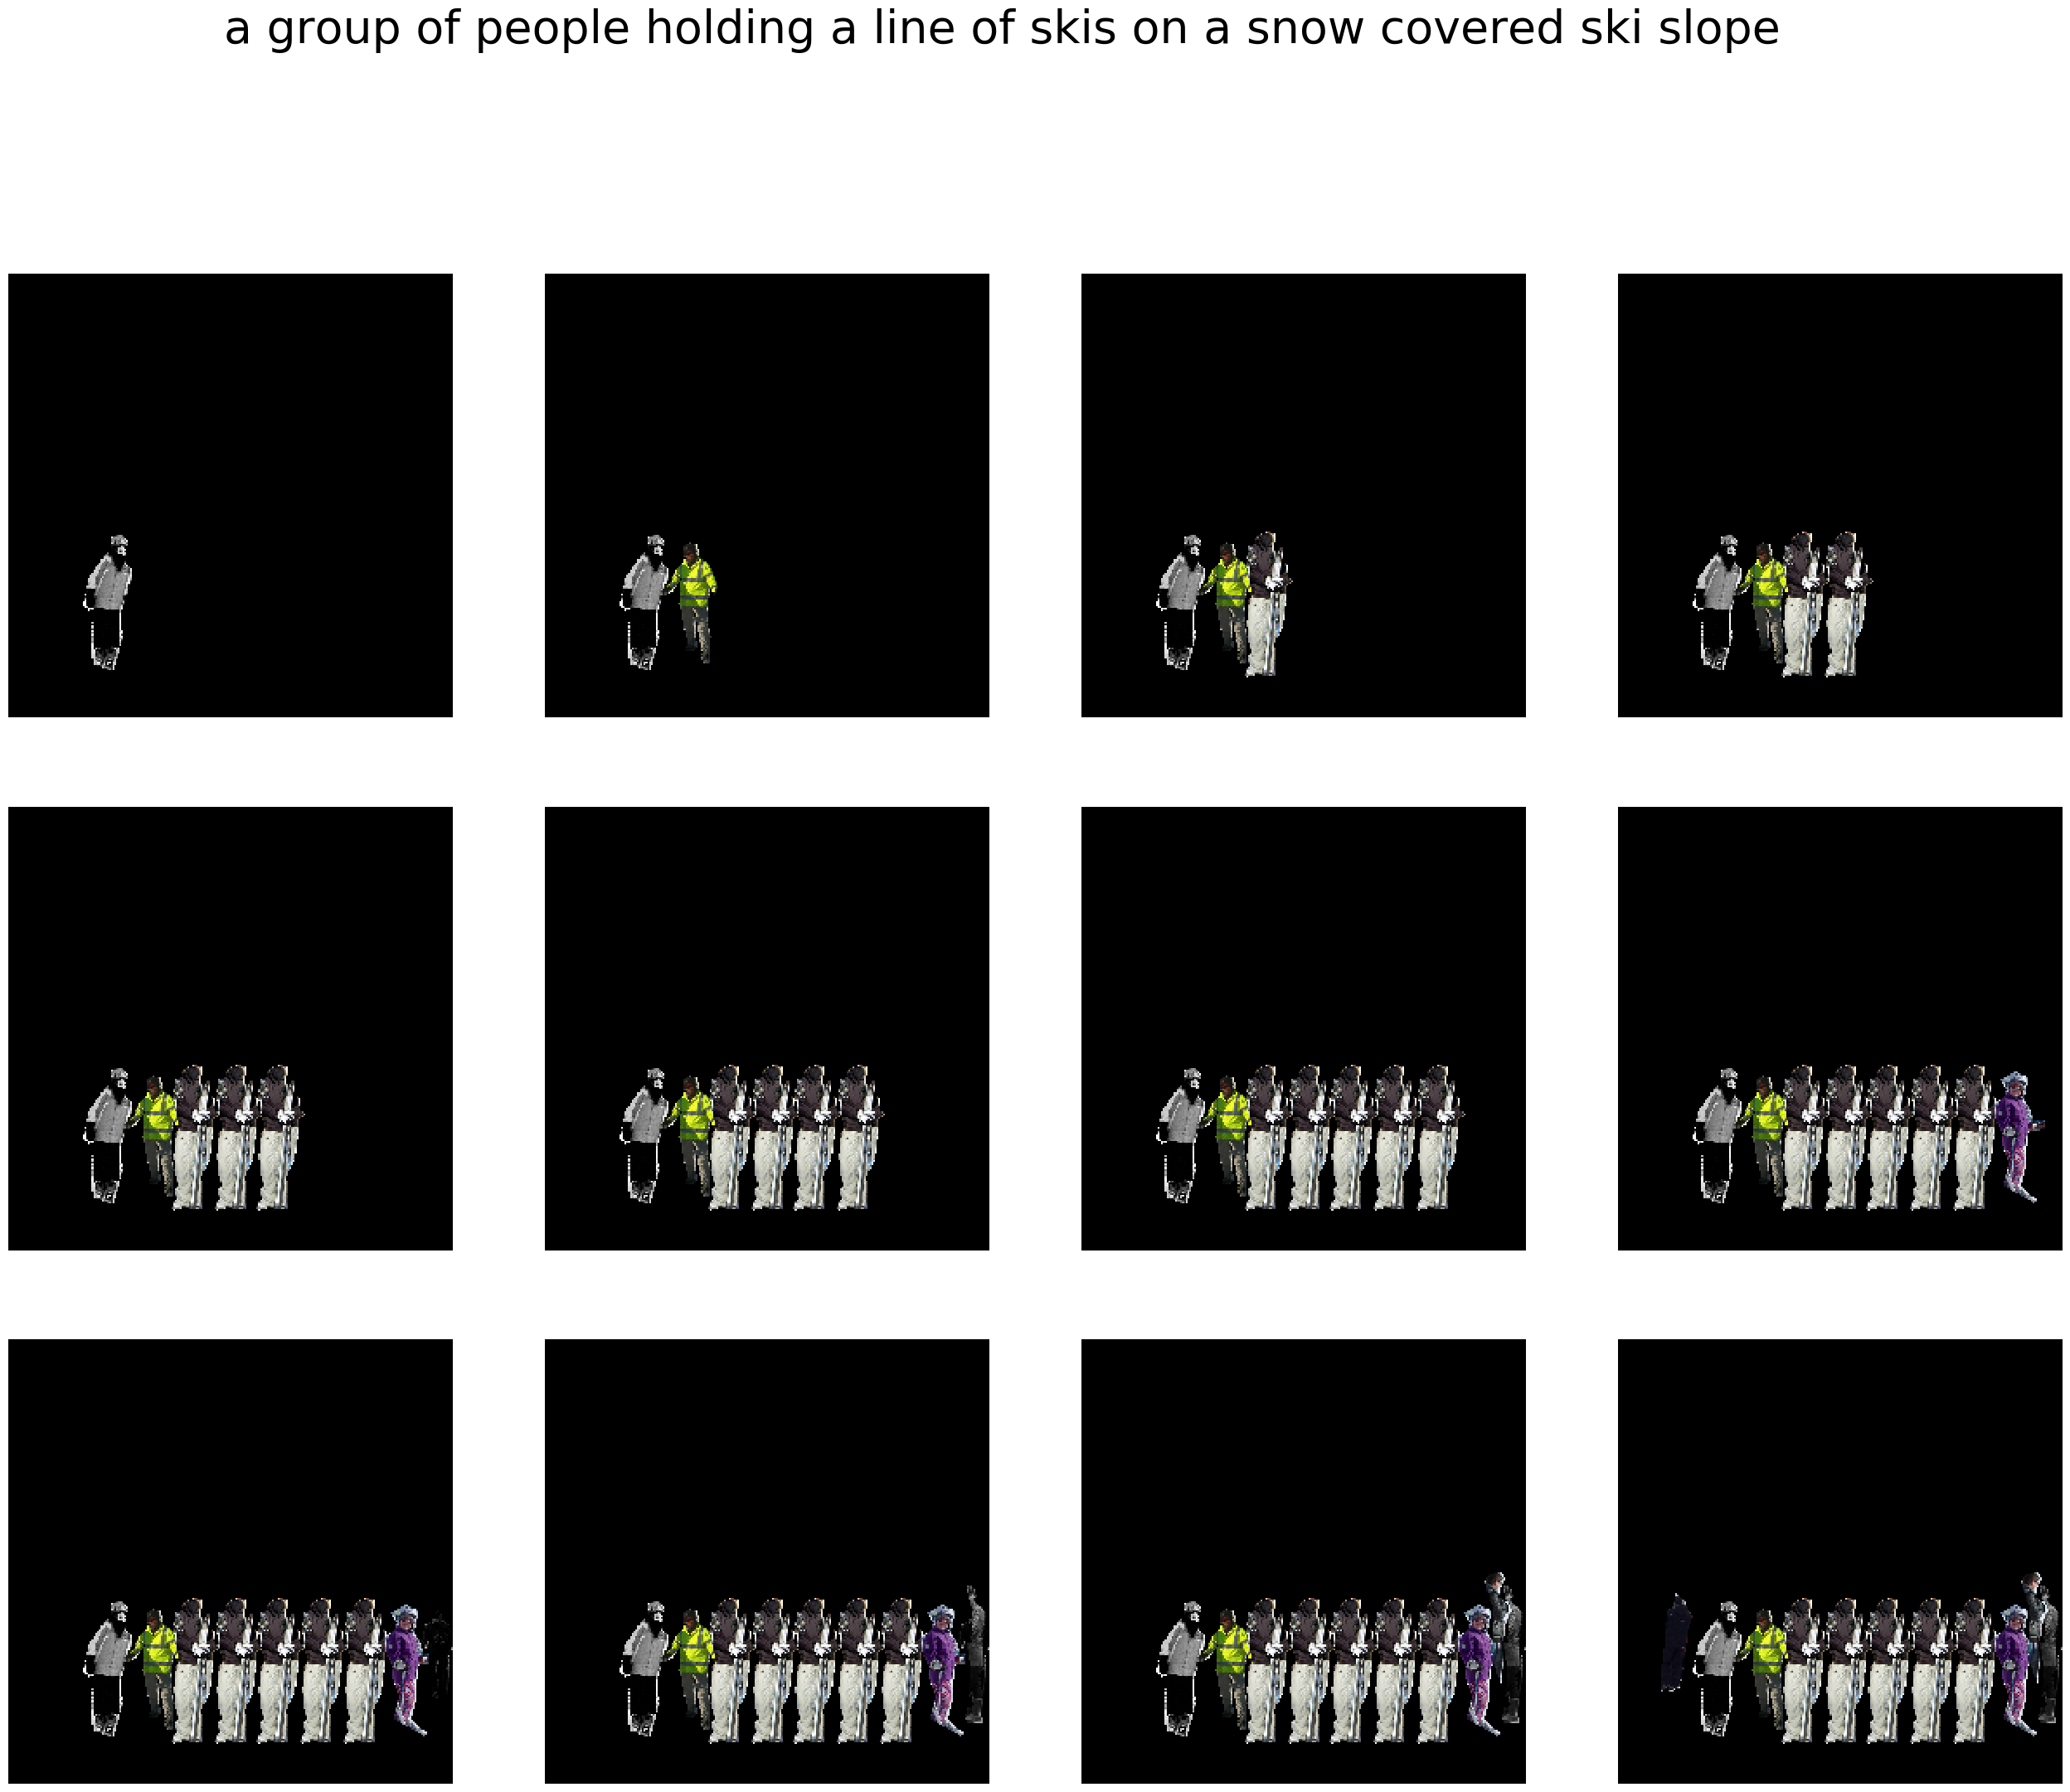 a group of people holding a line of skis on a snow covered ski slope